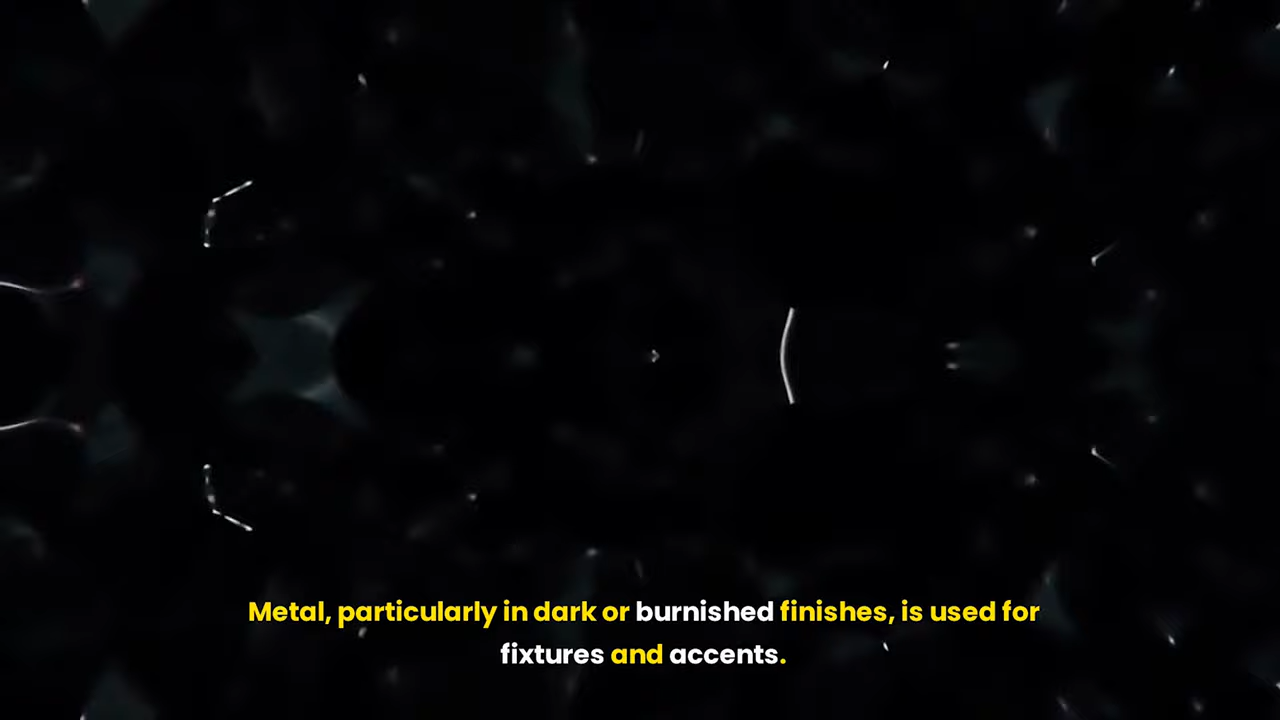 Metal, particularly in dark or burnished finishes, is used for
fixtures and accents.